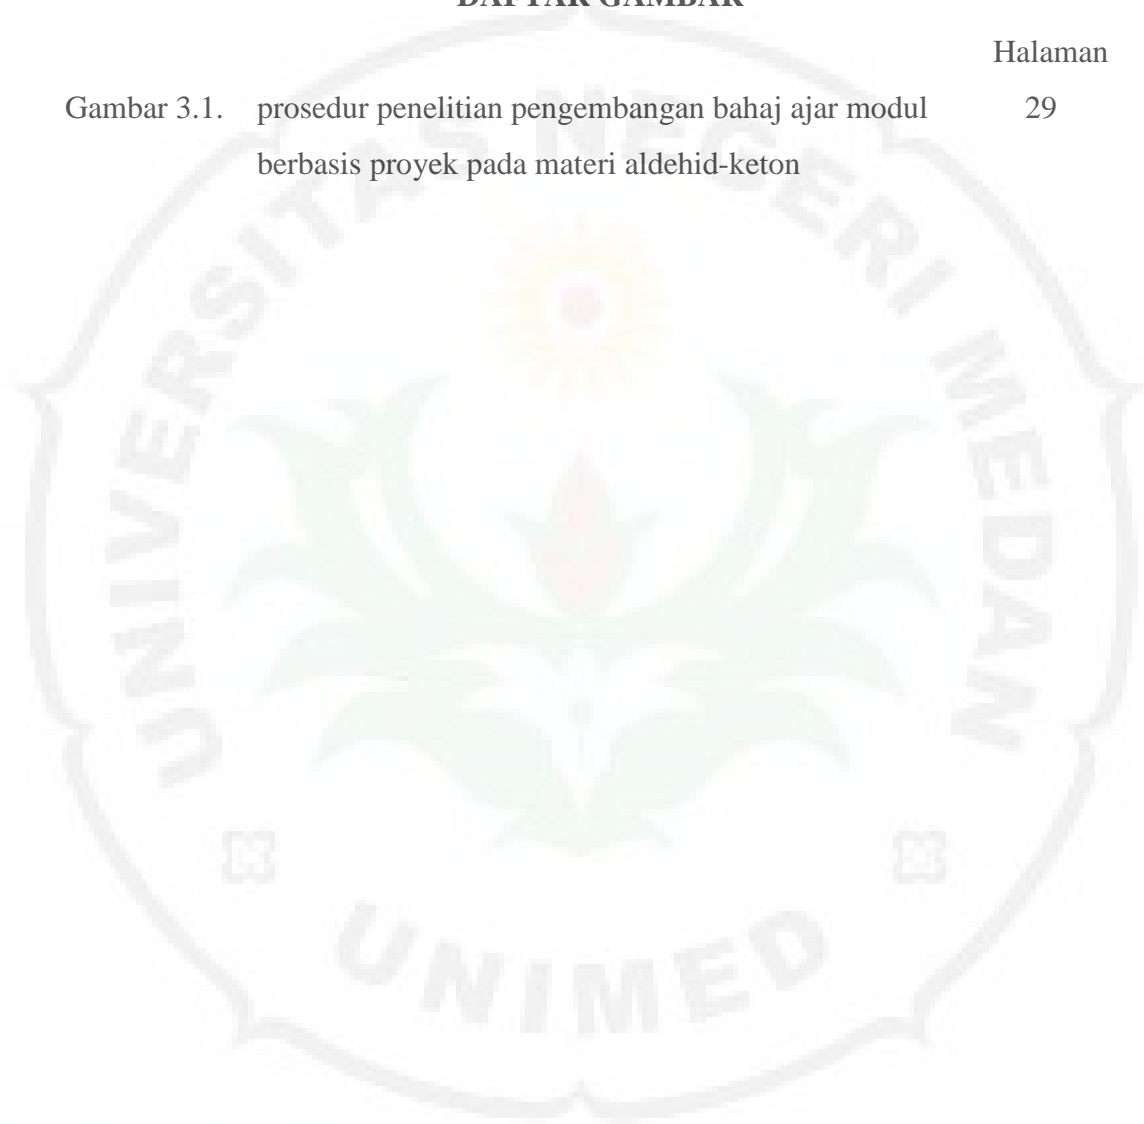 DAFTAR GAMBAR
Halaman
Gambar 3.1. prosedur penelitian pengembangan bahaj ajar modul 29
berbasis proyek pada materi aldehid-keton
UNIVERSITAS NEGERI MEDAN
UNIMED